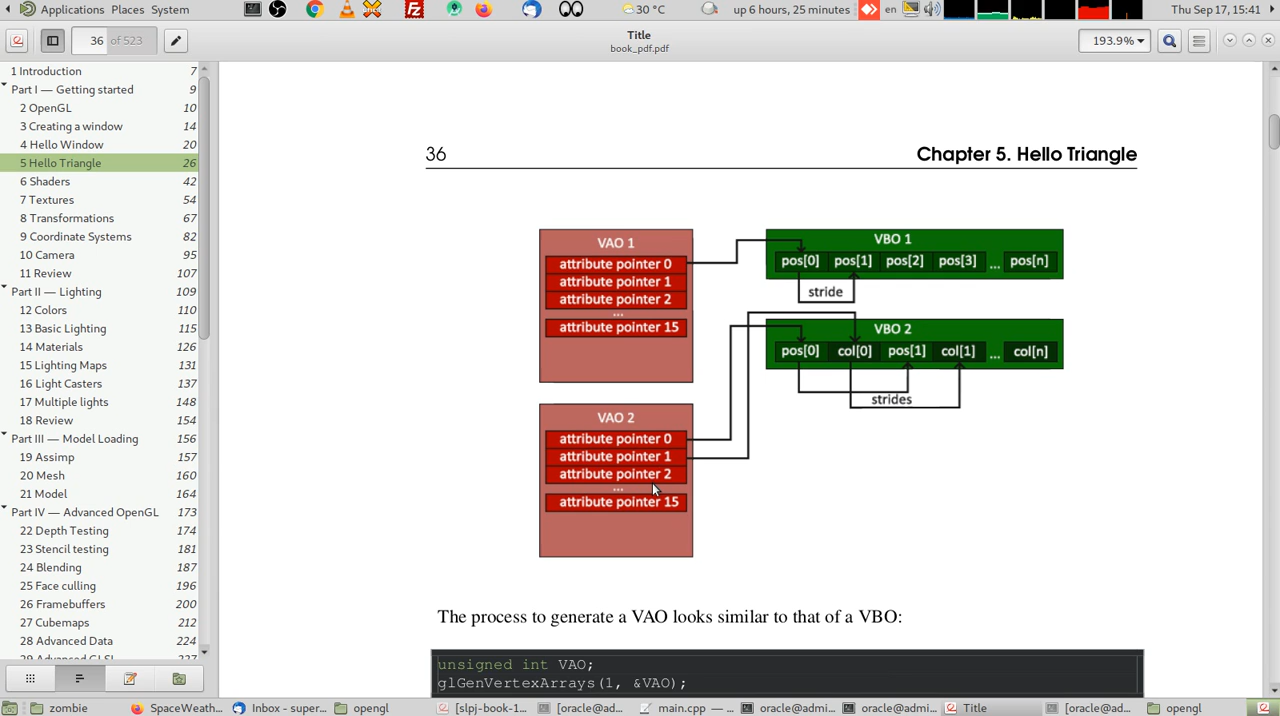 Applications Places System 30 °C up 6 hours, 25 minutes en Thu Sep 17, 15:41
36 of 523
Title
book_pdf.pdf
193.9%
1 Introduction 7
Part I — Getting started 9
2 OpenGL 10
3 Creating a window 14
4 Hello Window 20
5 Hello Triangle 26
6 Shaders 42
7 Textures 54
8 Transformations 67
9 Coordinate Systems 82
10 Camera 95
11 Review 107
Part II — Lighting 109
12 Colors 110
13 Basic Lighting 115
14 Materials 126
15 Lighting Maps 131
16 Light Casters 137
17 Multiple lights 148
18 Review 154
Part III — Model Loading 156
19 Assimp 157
20 Mesh 160
21 Model 164
Part IV — Advanced OpenGL 173
22 Depth Testing 174
23 Stencil testing 181
24 Blending 187
25 Face culling 196
26 Framebuffers 200
27 Cubemaps 212
28 Advanced Data 224
29 Advanced GLSL
36 Chapter 5. Hello Triangle
VAO 1
attribute pointer 0
attribute pointer 1
attribute pointer 2
...
attribute pointer 15
VBO 1
pos[0] pos[1] pos[2] pos[3] ... pos[n]
stride
VBO 2
pos[0] col[0] pos[1] col[1] ... col[n]
strides
VAO 2
attribute pointer 0
attribute pointer 1
attribute pointer 2
...
attribute pointer 15
The process to generate a VAO looks similar to that of a VBO:
unsigned int VAO;
glGenVertexArrays(1, &VAO);
zombie SpaceWeath... Inbox - super... opengl [slpj-book-1... [oracle@ad... main.cpp —... oracle@admi... oracle@admi... Title [oracle@ad... opengl